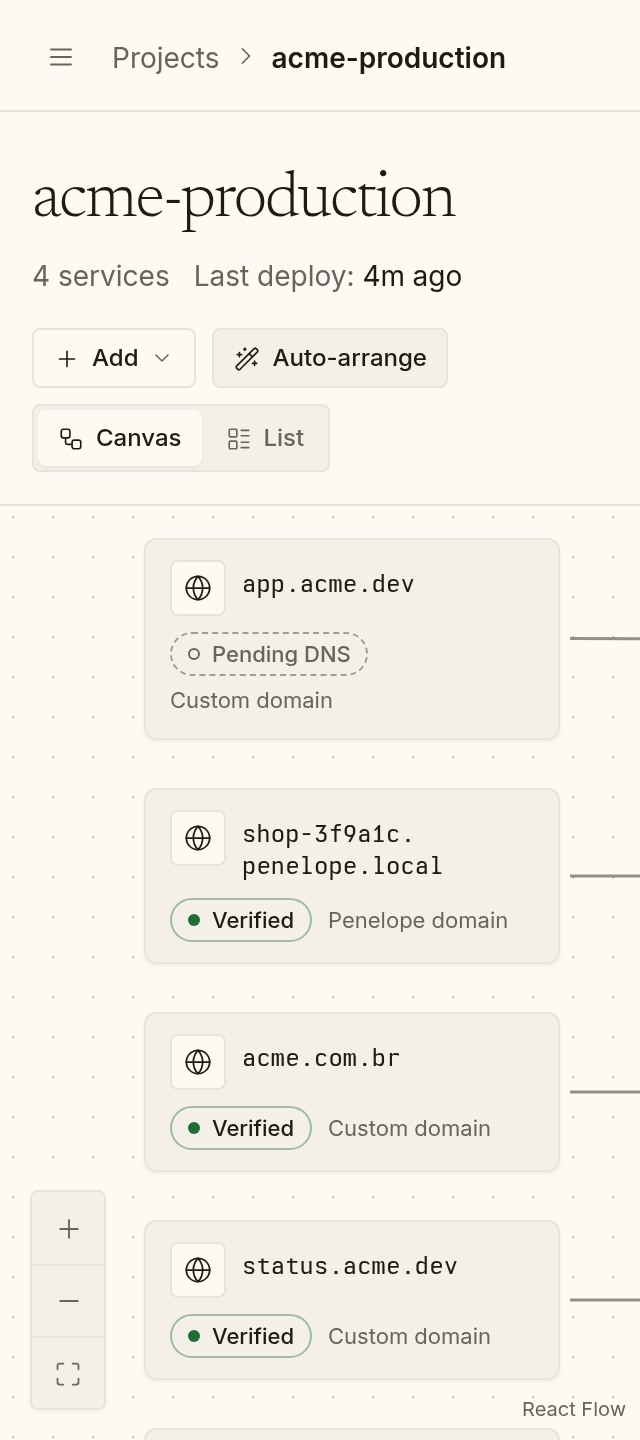 Projects acme-production
acme-production
4 services Last deploy: 4m ago
Add Auto-arrange
Canvas List
app.acme.dev
Pending DNS
Custom domain
shop-3f9a1c.
penelope.local
Verified Penelope domain
acme.com.br
Verified Custom domain
status.acme.dev
Verified Custom domain
React Flow